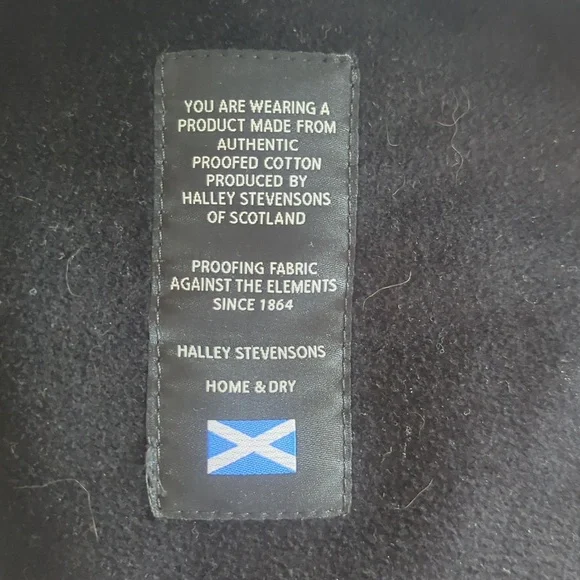 YOU ARE WEARING A
PRODUCT MADE FROM
AUTHENTIC
PROOFED COTTON
PRODUCED BY
HALLEY STEVENSONS
OF SCOTLAND
PROOFING FABRIC
AGAINST THE ELEMENTS
SINCE 1864
HALLEY STEVENSONS
HOME & DRY